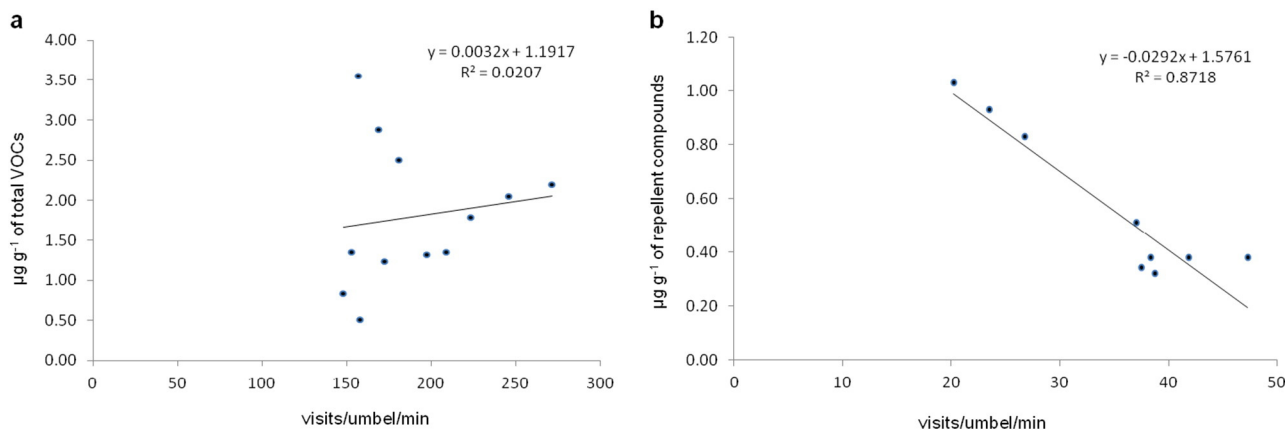 a
y = 0.0032x + 1.1917
R² = 0.0207
µg g⁻¹ of total VOCs
4.00
3.50
3.00
2.50
2.00
1.50
1.00
0.50
0.00
0 50 100 150 200 250 300
visits/umbel/min
b
y = -0.0292x + 1.5761
R² = 0.8718
µg g⁻¹ of repellent compounds
1.20
1.00
0.80
0.60
0.40
0.20
0.00
0 10 20 30 40 50
visits/umbel/min